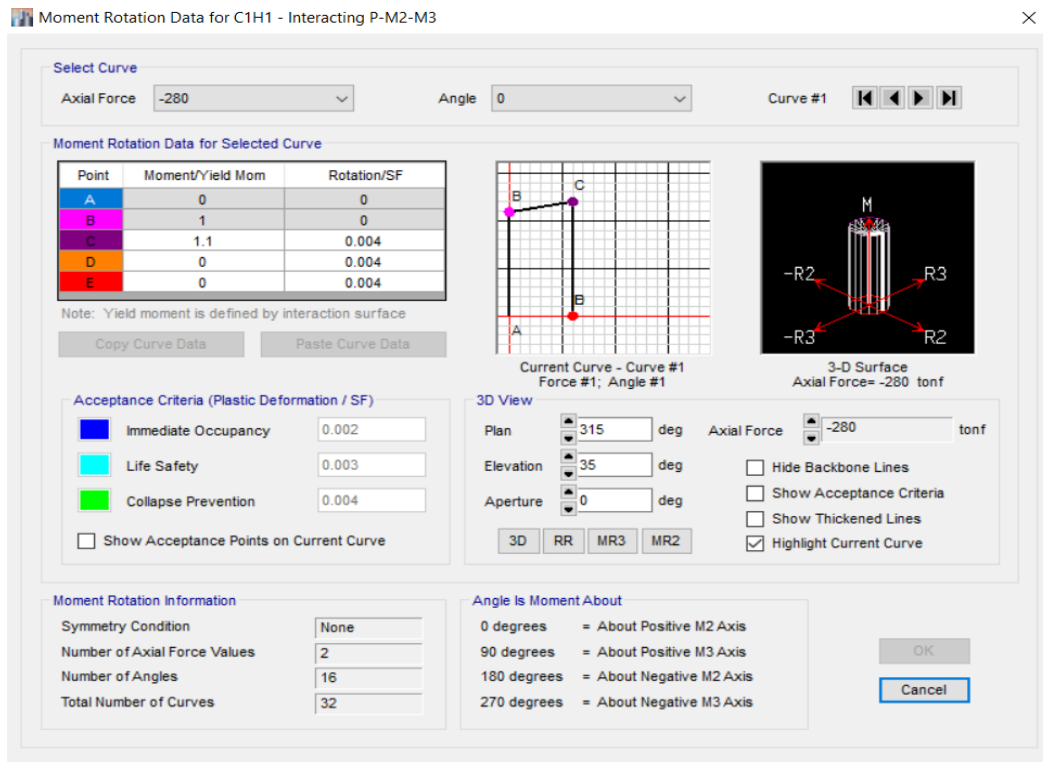 Moment Rotation Data for C1H1 - Interacting P-M2-M3
Select Curve
Axial Force -280 Angle 0 Curve #1
Moment Rotation Data for Selected Curve
Point Moment/Yield Mom Rotation/SF
A 0 0
B 1 0
C 1.1 0.004
D 0 0.004
E 0 0.004
Note: Yield moment is defined by interaction surface
Copy Curve Data Paste Curve Data
B C
B
A
Current Curve - Curve #1
Force #1; Angle #1
M
-R2 R3
-R3 R2
3-D Surface
Axial Force= -280 tonf
Acceptance Criteria (Plastic Deformation / SF)
Immediate Occupancy 0.002
Life Safety 0.003
Collapse Prevention 0.004
Show Acceptance Points on Current Curve
3D View
Plan 315 deg Axial Force -280 tonf
Elevation 35 deg
Aperture 0 deg
Hide Backbone Lines
Show Acceptance Criteria
Show Thickened Lines
Highlight Current Curve
3D RR MR3 MR2
Moment Rotation Information
Symmetry Condition None
Number of Axial Force Values 2
Number of Angles 16
Total Number of Curves 32
Angle Is Moment About
0 degrees = About Positive M2 Axis
90 degrees = About Positive M3 Axis
180 degrees = About Negative M2 Axis
270 degrees = About Negative M3 Axis
OK
Cancel